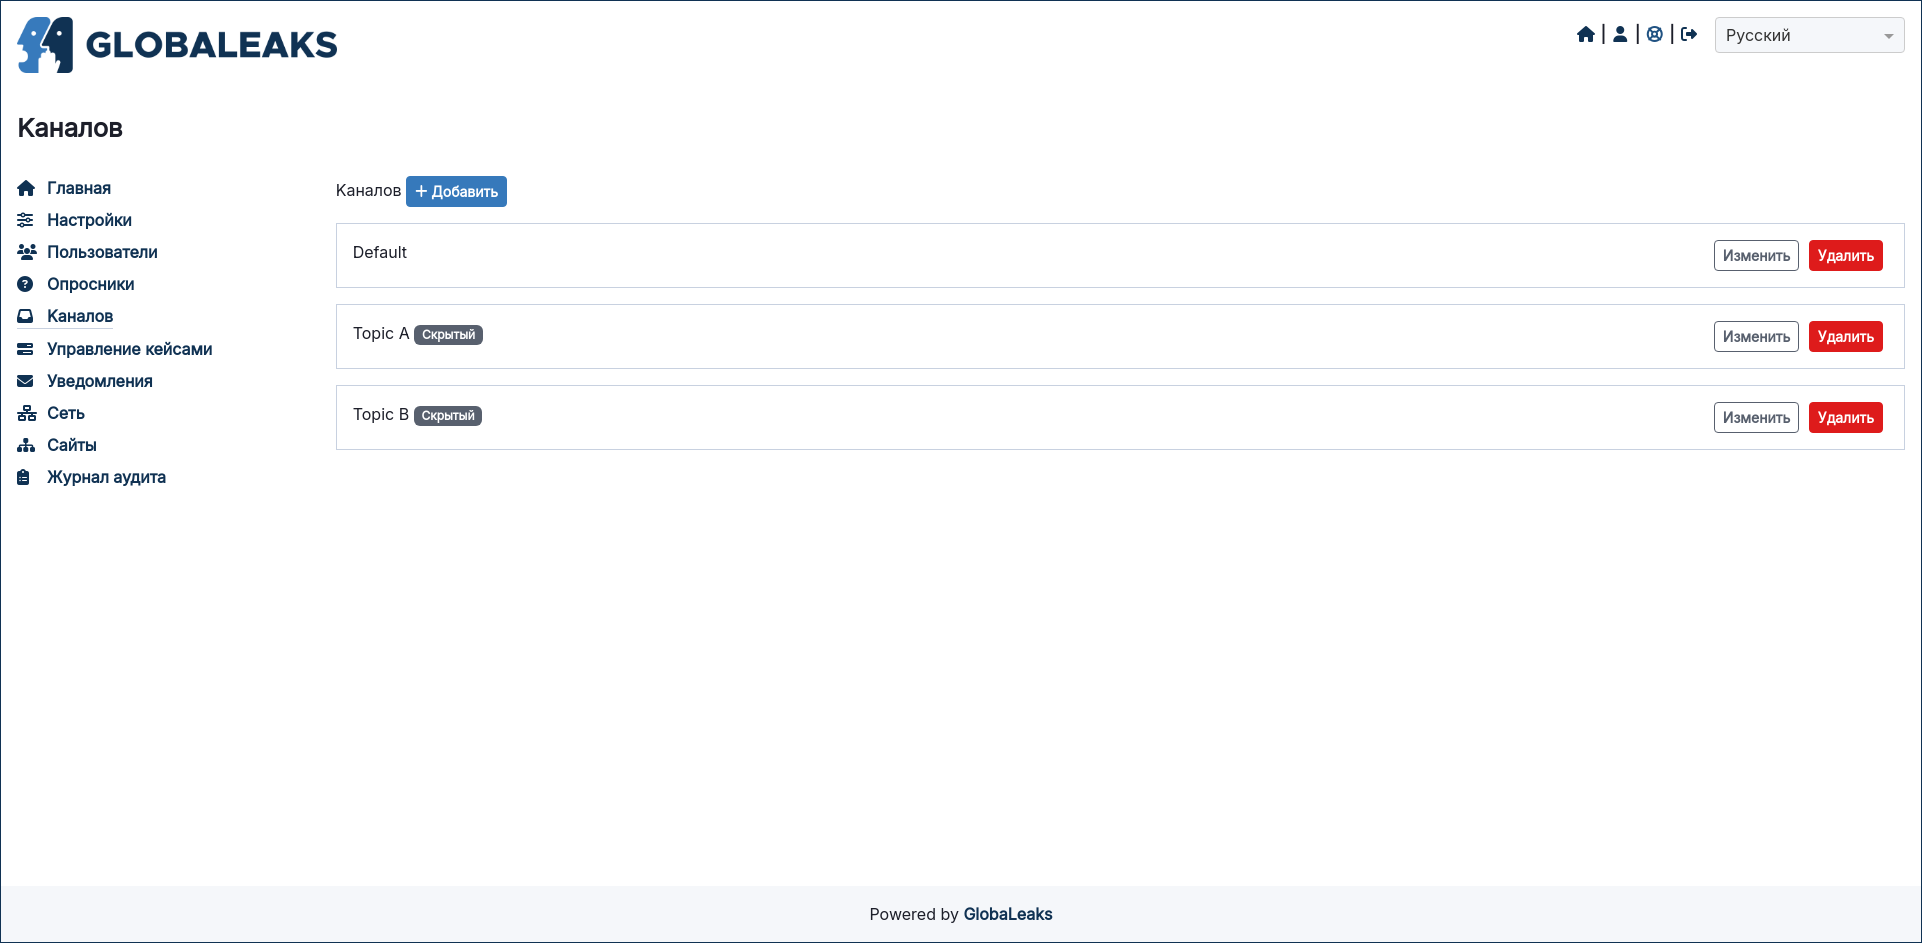 GLOBALEAKS
Русский
Каналов
Главная
Настройки
Пользователи
Опросники
Каналов
Управление кейсами
Уведомления
Сеть
Сайты
Журнал аудита
Каналов + Добавить
Default Изменить Удалить
Topic A Скрытый Изменить Удалить
Topic B Скрытый Изменить Удалить
Powered by GlobaLeaks